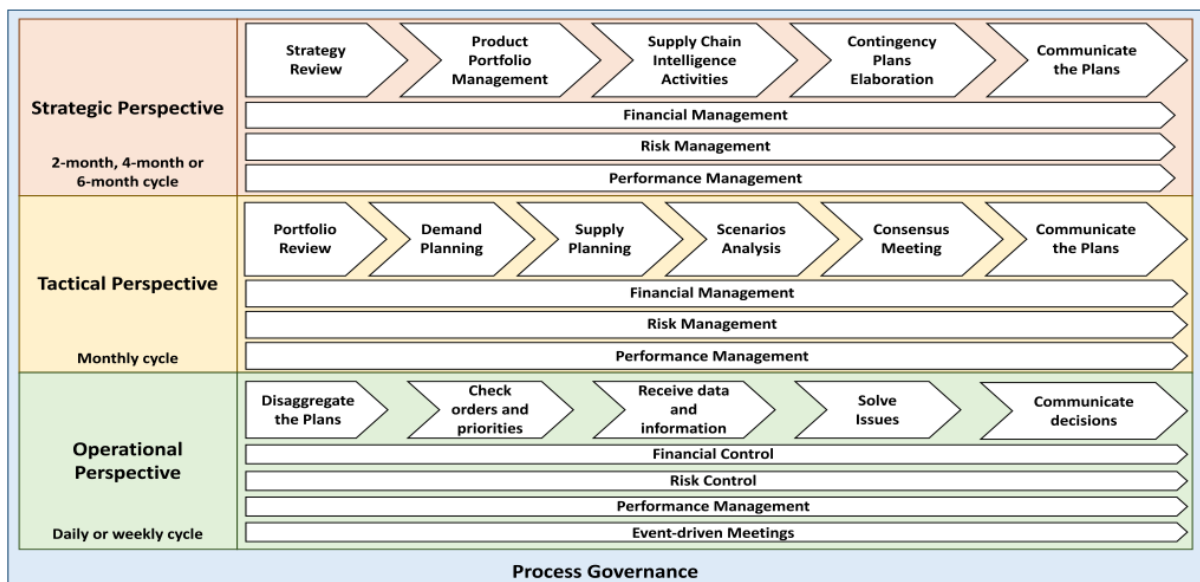 Strategic Perspective
2-month, 4-month or
6-month cycle
Strategy
Review
Product
Portfolio
Management
Supply Chain
Intelligence
Activities
Contingency
Plans
Elaboration
Communicate
the Plans
Financial Management
Risk Management
Performance Management
Tactical Perspective
Monthly cycle
Portfolio
Review
Demand
Planning
Supply
Planning
Scenarios
Analysis
Consensus
Meeting
Communicate
the Plans
Financial Management
Risk Management
Performance Management
Operational
Perspective
Daily or weekly cycle
Disaggregate
the Plans
Check
orders and
priorities
Receive data
and
information
Solve
Issues
Communicate
decisions
Financial Control
Risk Control
Performance Management
Event-driven Meetings
Process Governance